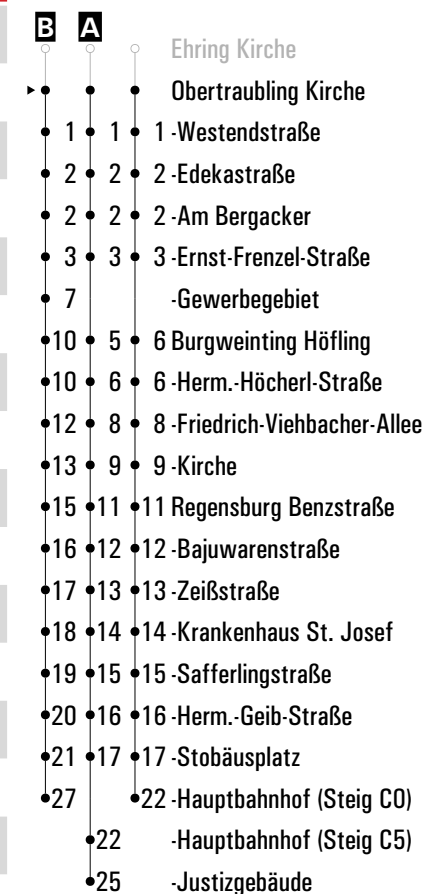 B A
Ehring Kirche
Obertraubling Kirche
1 1 1 -Westendstraße
2 2 2 -Edekastraße
2 2 2 -Am Bergacker
3 3 3 -Ernst-Frenzel-Straße
7 -Gewerbegebiet
10 5 6 Burgweinting Höfling
10 6 6 -Herm.-Höcherl-Straße
12 8 8 -Friedrich-Viehbacher-Allee
13 9 9 -Kirche
15 11 11 Regensburg Benzstraße
16 12 12 -Bajuwarenstraße
17 13 13 -Zeißstraße
18 14 14 -Krankenhaus St. Josef
19 15 15 -Safferlingstraße
20 16 16 -Herm.-Geib-Straße
21 17 17 -Stobäusplatz
27 22 -Hauptbahnhof (Steig C0)
22 -Hauptbahnhof (Steig C5)
25 -Justizgebäude